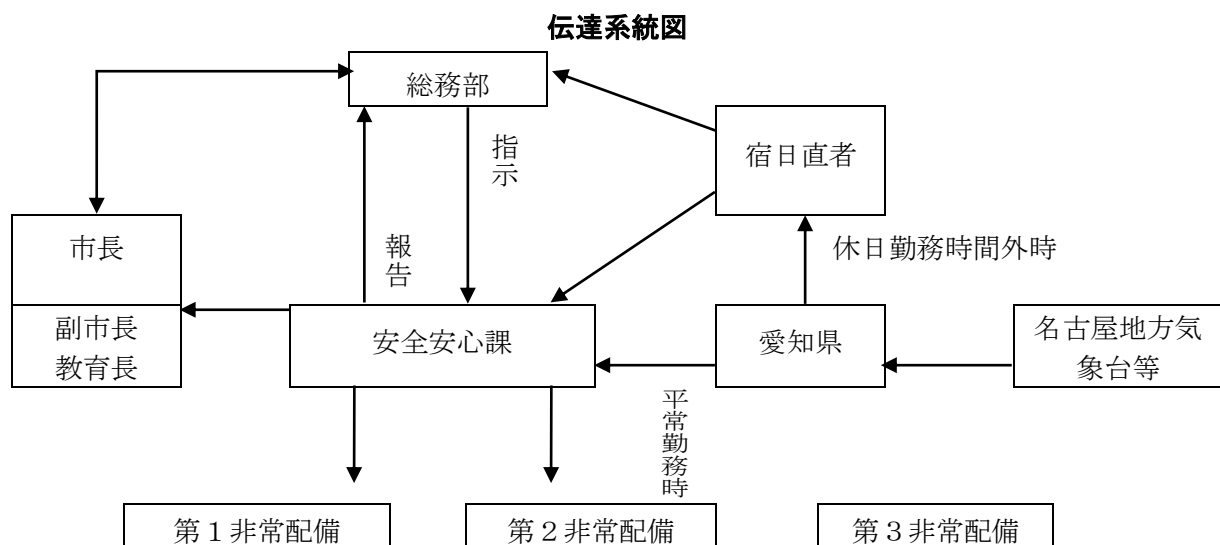 伝達系統図
総務部
指示
宿日直者
市長
報告
休日勤務時間外時
副市長
教育長
安全安心課
愛知県
名古屋地方気
象台等
平常勤務時
第１非常配備
第２非常配備
第３非常配備